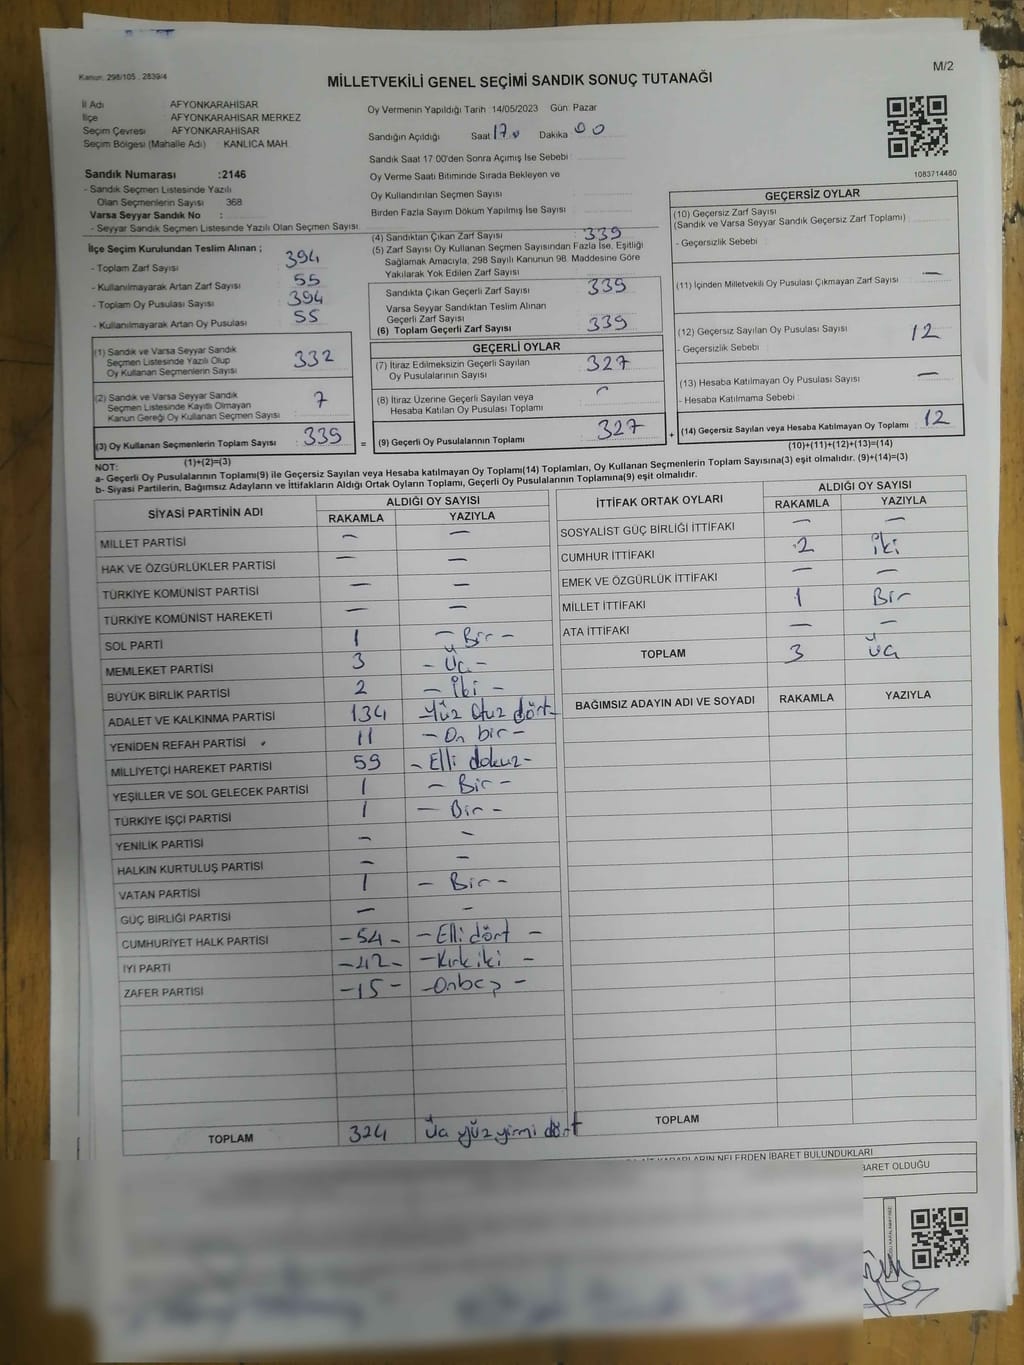 Kanun: 298/105 , 2839/4
M/2
MİLLETVEKİLİ GENEL SEÇİMİ SANDIK SONUÇ TUTANAĞI
İl Adı AFYONKARAHİSAR
İlçe AFYONKARAHİSAR MERKEZ
Seçim Çevresi AFYONKARAHİSAR
Seçim Bölgesi (Mahalle Adı) KANLICA MAH.
Sandık Numarası :2146
- Sandık Seçmen Listesinde Yazılı
Olan Seçmenlerin Sayısı 368
Varsa Seyyar Sandık No :
- Seyyar Sandık Seçmen Listesinde Yazılı Olan Seçmen Sayısı
Oy Vermenin Yapıldığı Tarih : 14/05/2023 Gün: Pazar
Sandığın Açıldığı Saat 17.0 Dakika 00
Sandık Saat 17 00'den Sonra Açımış İse Sebebi
Oy Verme Saati Bitiminde Sırada Bekleyen ve
Oy Kullandırılan Seçmen Sayısı
Birden Fazla Sayım Döküm Yapılmış İse Sayısı
1083714460
İlçe Seçim Kurulundan Teslim Alınan ;
- Toplam Zarf Sayısı 394
- Kullanılmayarak Artan Zarf Sayısı 55
- Toplam Oy Pusulası Sayısı 394
- Kullanılmayarak Artan Oy Pusulası 55
(1) Sandık ve Varsa Seyyar Sandık
Seçmen Listesinde Yazılı Olup
Oy Kullanan Seçmenlerin Sayısı 332
(2) Sandık ve Varsa Seyyar Sandık
Seçmen Listesinde Kayıtlı Olmayan
Kanun Gereği Oy Kullanan Seçmen Sayısı 7
(3) Oy Kullanan Seçmenlerin Toplam Sayısı : 339
(1)+(2)=(3)
(4) Sandıktan Çıkan Zarf Sayısı 339
(5) Zarf Sayısı Oy Kullanan Seçmen Sayısından Fazla İse, Eşitliği
Sağlamak Amacıyla, 298 Sayılı Kanunun 98. Maddesine Göre
Yakılarak Yok Edilen Zarf Sayısı
Sandıkta Çıkan Geçerli Zarf Sayısı 339
Varsa Seyyar Sandıktan Teslim Alınan
Geçerli Zarf Sayısı
(6) Toplam Geçerli Zarf Sayısı 339
GEÇERLİ OYLAR
(7) İtiraz Edilmeksizin Geçerli Sayılan
Oy Pusulalarının Sayısı 327
(8) İtiraz Üzerine Geçerli Sayılan veya
Hesaba Katılan Oy Pusulası Toplamı –
= (9) Geçerli Oy Pusulalarının Toplamı 327
GEÇERSİZ OYLAR
(10) Geçersiz Zarf Sayısı
(Sandık ve Varsa Seyyar Sandık Geçersiz Zarf Toplamı)
- Geçersizlik Sebebi :
(11) İçinden Milletvekili Oy Pusulası Çıkmayan Zarf Sayısı –
(12) Geçersiz Sayılan Oy Pusulası Sayısı 12
- Geçersizlik Sebebi :
(13) Hesaba Katılmayan Oy Pusulası Sayısı –
- Hesaba Katılmama Sebebi :
+ (14) Geçersiz Sayılan veya Hesaba Katılmayan Oy Toplamı : 12
(10)+(11)+(12)+(13)=(14)
NOT:
a- Geçerli Oy Pusulalarının Toplamı(9) ile Geçersiz Sayılan veya Hesaba katılmayan Oy Toplamı(14) Toplamları, Oy Kullanan Seçmenlerin Toplam Sayısına(3) eşit olmalıdır. (9)+(14)=(3)
b- Siyasi Partilerin, Bağımsız Adayların ve İttifakların Aldığı Ortak Oyların Toplamı, Geçerli Oy Pusulalarının Toplamına(9) eşit olmalıdır.
SİYASİ PARTİNİN ADI ALDIĞI OY SAYISI
RAKAMLA YAZIYLA
MİLLET PARTİSİ – –
HAK VE ÖZGÜRLÜKLER PARTİSİ – –
TÜRKİYE KOMÜNİST PARTİSİ – –
TÜRKİYE KOMÜNİST HAREKETİ – –
SOL PARTİ 1 – Bir –
MEMLEKET PARTİSİ 3 – Üç –
BÜYÜK BİRLİK PARTİSİ 2 – İki –
ADALET VE KALKINMA PARTİSİ 134 –Yüz Otuz dört–
YENİDEN REFAH PARTİSİ 11 – On bir –
MİLLİYETÇİ HAREKET PARTİSİ 59 – Elli dokuz –
YEŞİLLER VE SOL GELECEK PARTİSİ 1 – Bir –
TÜRKİYE İŞÇİ PARTİSİ 1 – Bir –
YENİLİK PARTİSİ – –
HALKIN KURTULUŞ PARTİSİ – –
VATAN PARTİSİ 1 – Bir –
GÜÇ BİRLİĞİ PARTİSİ – –
CUMHURİYET HALK PARTİSİ –54– –Elli dört –
İYİ PARTİ –42– –Kırk iki –
ZAFER PARTİSİ –15– –Onbeş –
TOPLAM 324 Üç yüz yirmi dört
İTTİFAK ORTAK OYLARI ALDIĞI OY SAYISI
RAKAMLA YAZIYLA
SOSYALİST GÜÇ BİRLİĞİ İTTİFAKI – –
CUMHUR İTTİFAKI 2 İki
EMEK VE ÖZGÜRLÜK İTTİFAKI – –
MİLLET İTTİFAKI 1 Bir
ATA İTTİFAKI – –
TOPLAM 3 Üç
BAĞIMSIZ ADAYIN ADI VE SOYADI RAKAMLA YAZIYLA
TOPLAM
KARARLARIN NELERDEN İBARET BULUNDUKLARI
BARET OLDUĞU